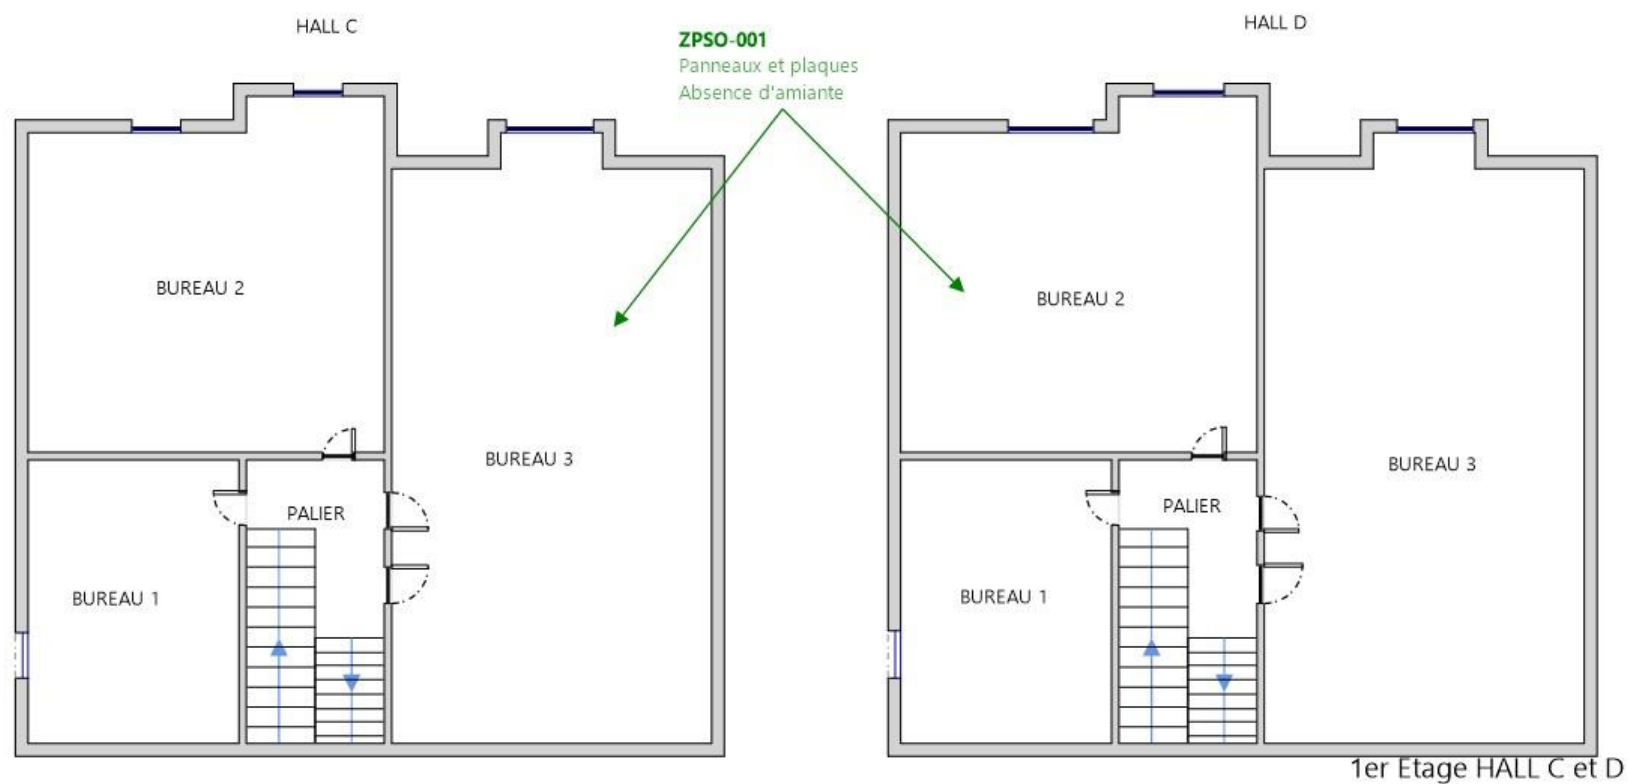 HALL C
HALL D
ZPSO-001
Panneaux et plaques
Absence d'amiante
BUREAU 2
BUREAU 2
BUREAU 3
BUREAU 3
PALIER
PALIER
BUREAU 1
BUREAU 1
1er Etage HALL C et D